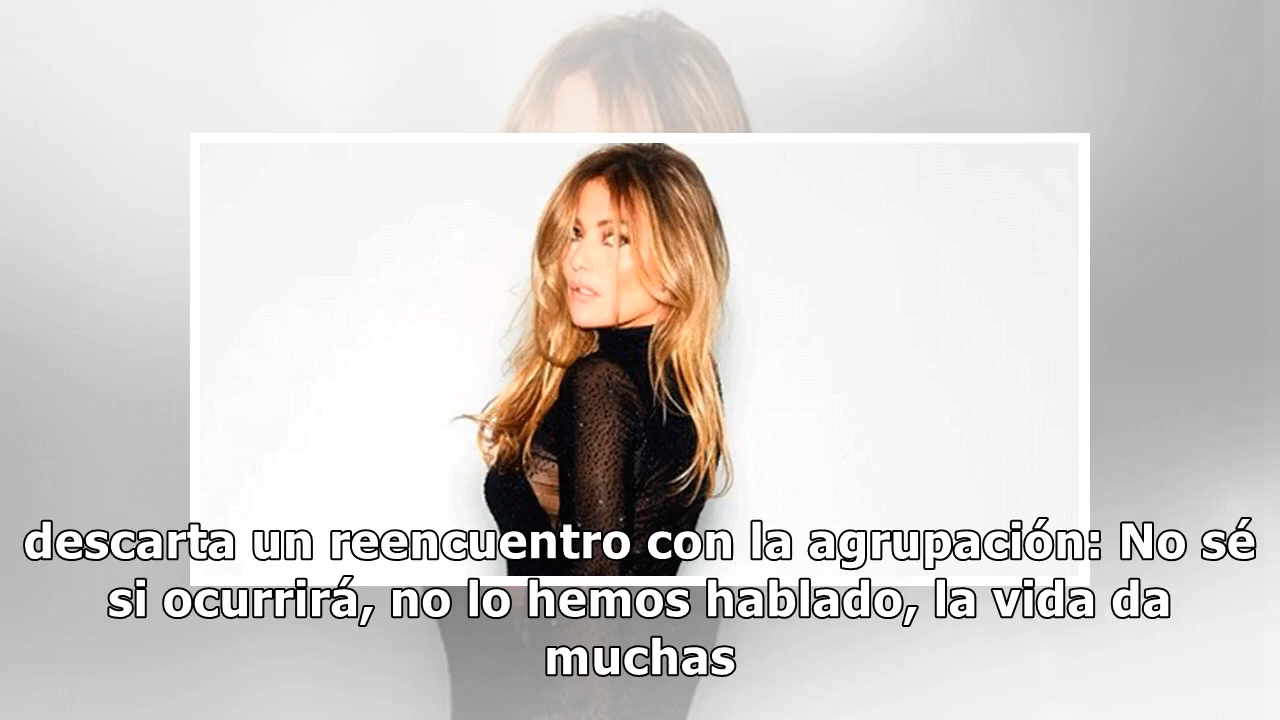 descarta un reencuentro con la agrupación: No sé
si ocurrirá, no lo hemos hablado, la vida da
muchas